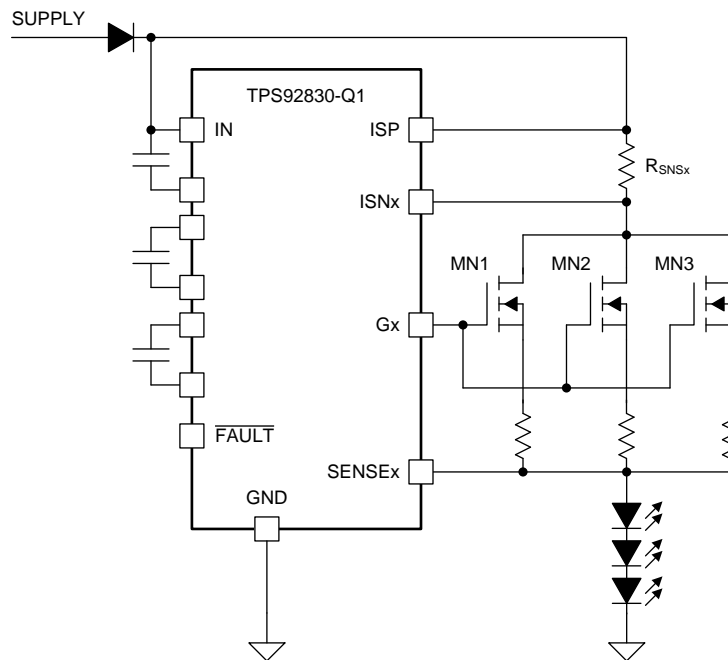 SUPPLY
TPS92830-Q1
IN
ISP
RSNSx
ISNx
MN1
MN2
MN3
Gx
FAULT
SENSEx
GND